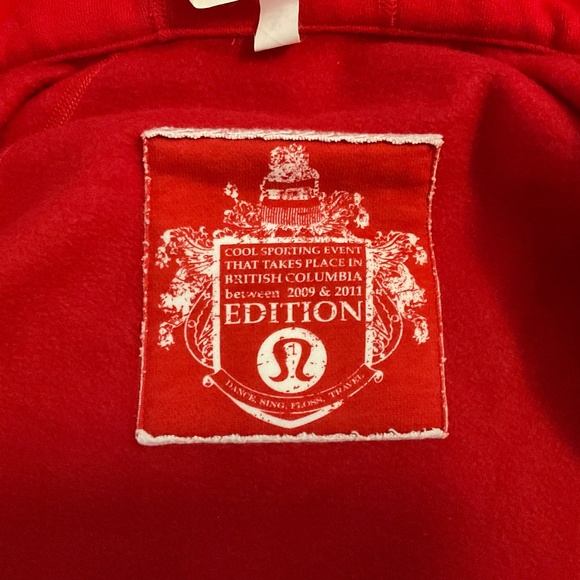 COOL SPORTING EVENT
THAT TAKES PLACE IN
BRITISH COLUMBIA
between 2009 & 2011
EDITION
DANCE, SING, FLOSS, TRAVEL